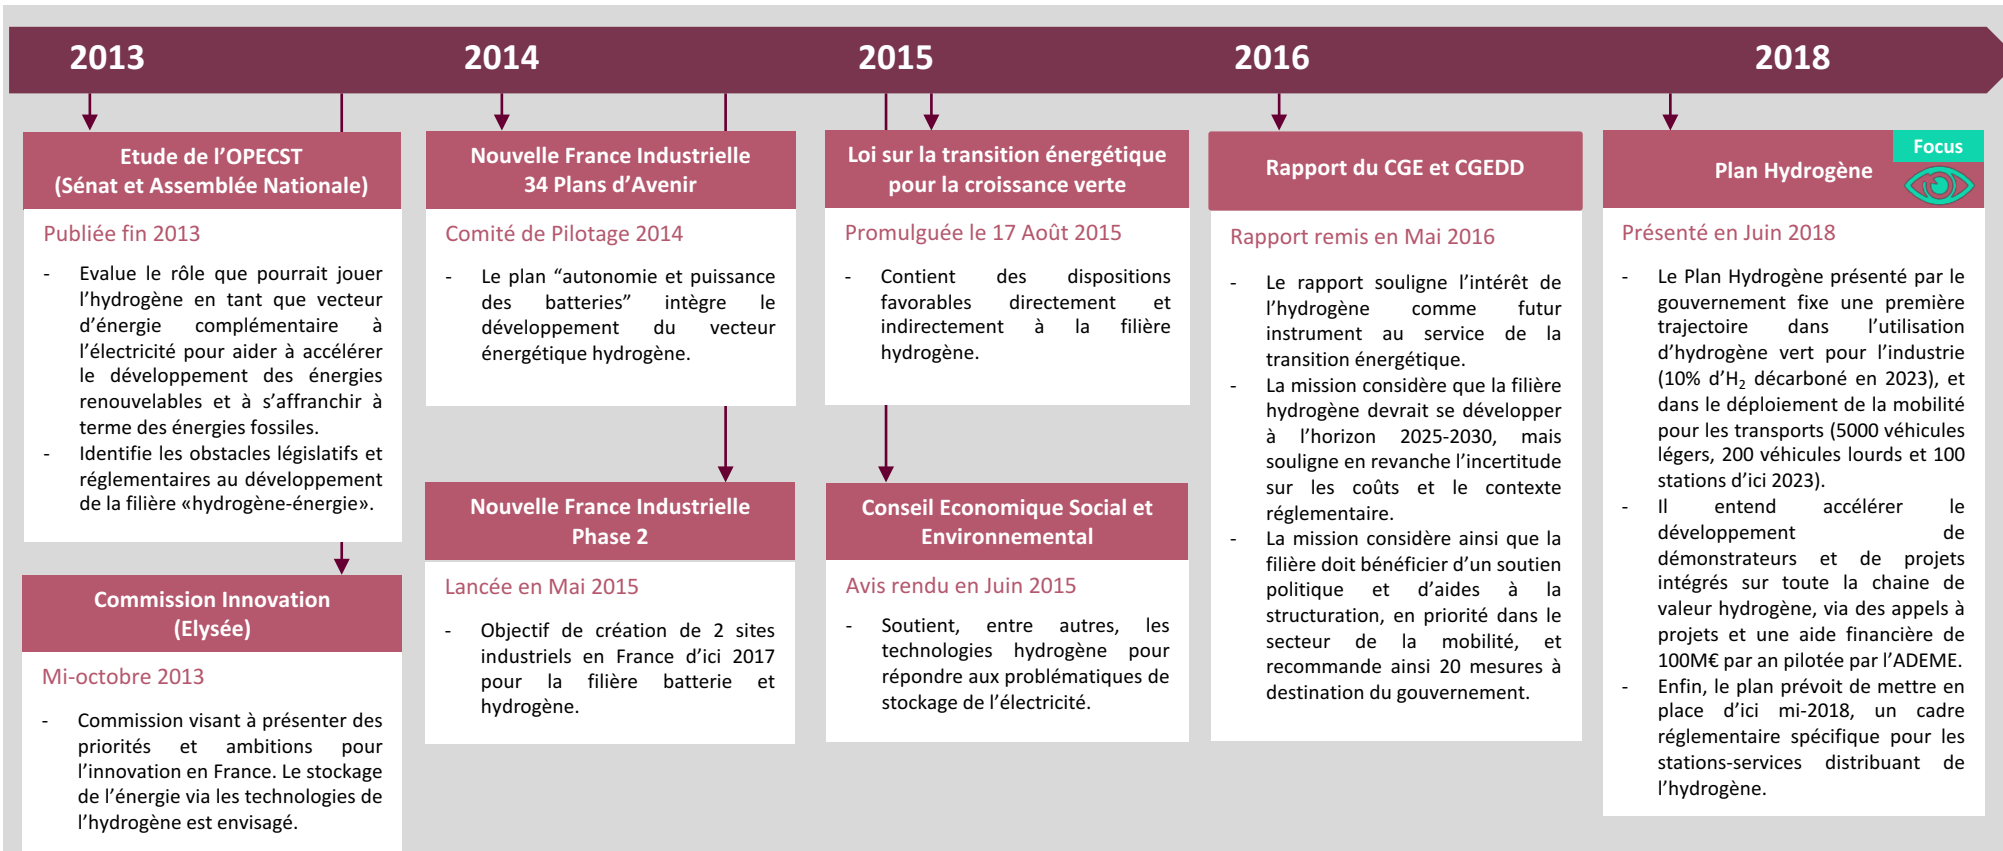 2013
2014
2015
2016
2018
Etude de l’OPECST
(Sénat et Assemblée Nationale)
Publiée fin 2013
- Evalue le rôle que pourrait jouer
l’hydrogène en tant que vecteur
d’énergie complémentaire à
l’électricité pour aider à accélérer
le développement des énergies
renouvelables et à s’affranchir à
terme des énergies fossiles.
- Identifie les obstacles législatifs et
réglementaires au développement
de la filière «hydrogène-énergie».
Commission Innovation
(Elysée)
Mi-octobre 2013
- Commission visant à présenter des
priorités et ambitions pour
l’innovation en France. Le stockage
de l’énergie via les technologies de
l’hydrogène est envisagé.
Nouvelle France Industrielle
34 Plans d’Avenir
Comité de Pilotage 2014
- Le plan “autonomie et puissance
des batteries” intègre le
développement du vecteur
énergétique hydrogène.
Nouvelle France Industrielle
Phase 2
Lancée en Mai 2015
- Objectif de création de 2 sites
industriels en France d’ici 2017
pour la filière batterie et
hydrogène.
Loi sur la transition énergétique
pour la croissance verte
Promulguée le 17 Août 2015
- Contient des dispositions
favorables directement et
indirectement à la filière
hydrogène.
Conseil Economique Social et
Environnemental
Avis rendu en Juin 2015
- Soutient, entre autres, les
technologies hydrogène pour
répondre aux problématiques de
stockage de l’électricité.
Rapport du CGE et CGEDD
Rapport remis en Mai 2016
- Le rapport souligne l’intérêt de
l’hydrogène comme futur
instrument au service de la
transition énergétique.
- La mission considère que la filière
hydrogène devrait se développer
à l’horizon 2025-2030, mais
souligne en revanche l’incertitude
sur les coûts et le contexte
réglementaire.
- La mission considère ainsi que la
filière doit bénéficier d’un soutien
politique et d’aides à la
structuration, en priorité dans le
secteur de la mobilité, et
recommande ainsi 20 mesures à
destination du gouvernement.
Focus
Plan Hydrogène
Présenté en Juin 2018
- Le Plan Hydrogène présenté par le
gouvernement fixe une première
trajectoire dans l’utilisation
d’hydrogène vert pour l’industrie
(10% d’H₂ décarboné en 2023), et
dans le déploiement de la mobilité
pour les transports (5000 véhicules
légers, 200 véhicules lourds et 100
stations d’ici 2023).
- Il entend accélérer le
développement de
démonstrateurs et de projets
intégrés sur toute la chaine de
valeur hydrogène, via des appels à
projets et une aide financière de
100M€ par an pilotée par l’ADEME.
- Enfin, le plan prévoit de mettre en
place d’ici mi-2018, un cadre
réglementaire spécifique pour les
stations-services distribuant de
l’hydrogène.